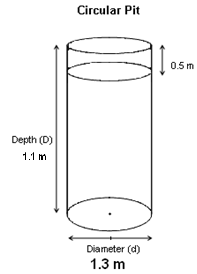 Circular Pit
0.5 m
Depth (D)
1.1 m
Diameter (d)
1.3 m